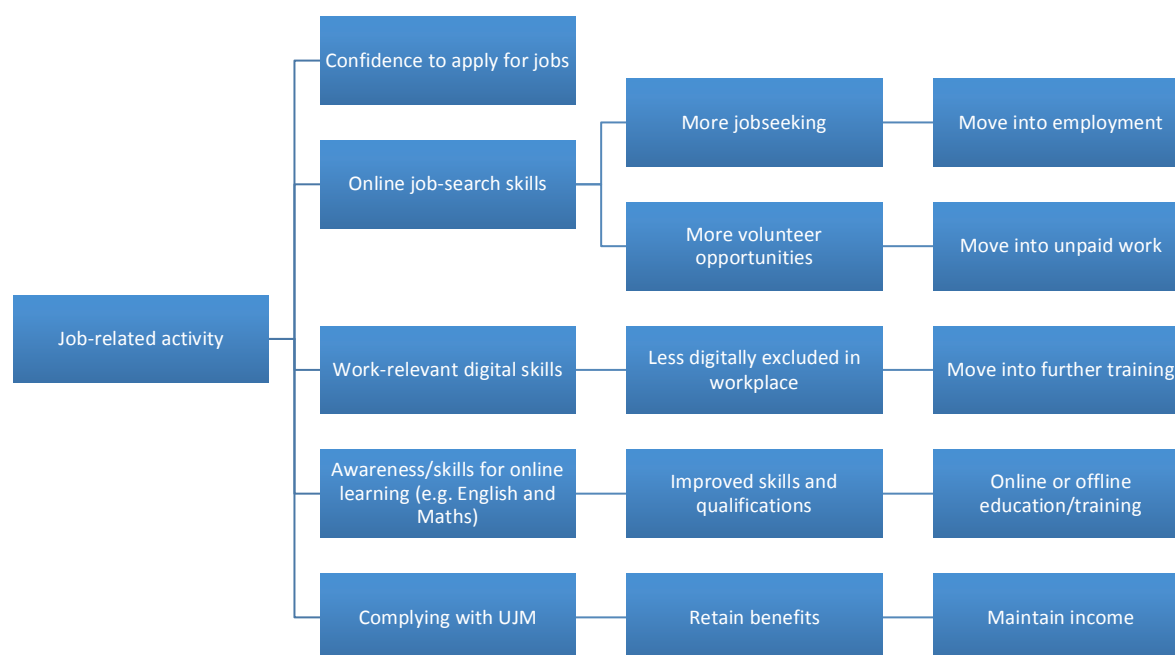 Confidence to apply for jobs
More jobseeking
Move into employment
Online job-search skills
More volunteer
opportunities
Move into unpaid work
Job-related activity
Work-relevant digital skills
Less digitally excluded in
workplace
Move into further training
Awareness/skills for online
learning (e.g. English and
Maths)
Improved skills and
qualifications
Online or offline
education/training
Complying with UJM
Retain benefits
Maintain income